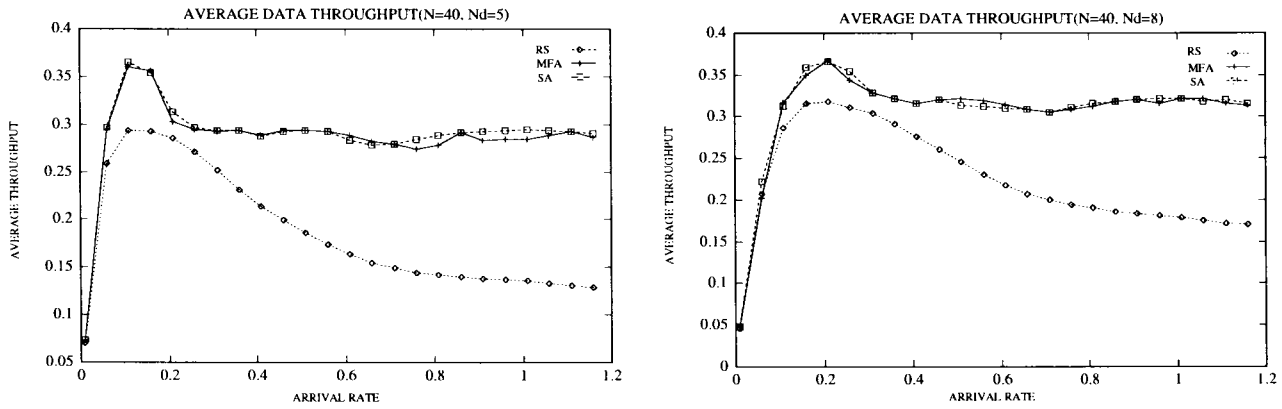 AVERAGE DATA THROUGHPUT(N=40, Nd=5)
0.4
0.35
0.3
0.25
0.2
0.15
0.1
0.05
AVERAGE THROUGHPUT
RS
MFA
SA
0 0.2 0.4 0.6 0.8 1 1.2
ARRIVAL RATE
AVERAGE DATA THROUGHPUT(N=40, Nd=8)
0.4
0.35
0.3
0.25
0.2
0.15
0.1
0.05
0
AVERAGE THROUGHPUT
RS
MFA
SA
0 0.2 0.4 0.6 0.8 1 1.2
ARRIVAL RATE